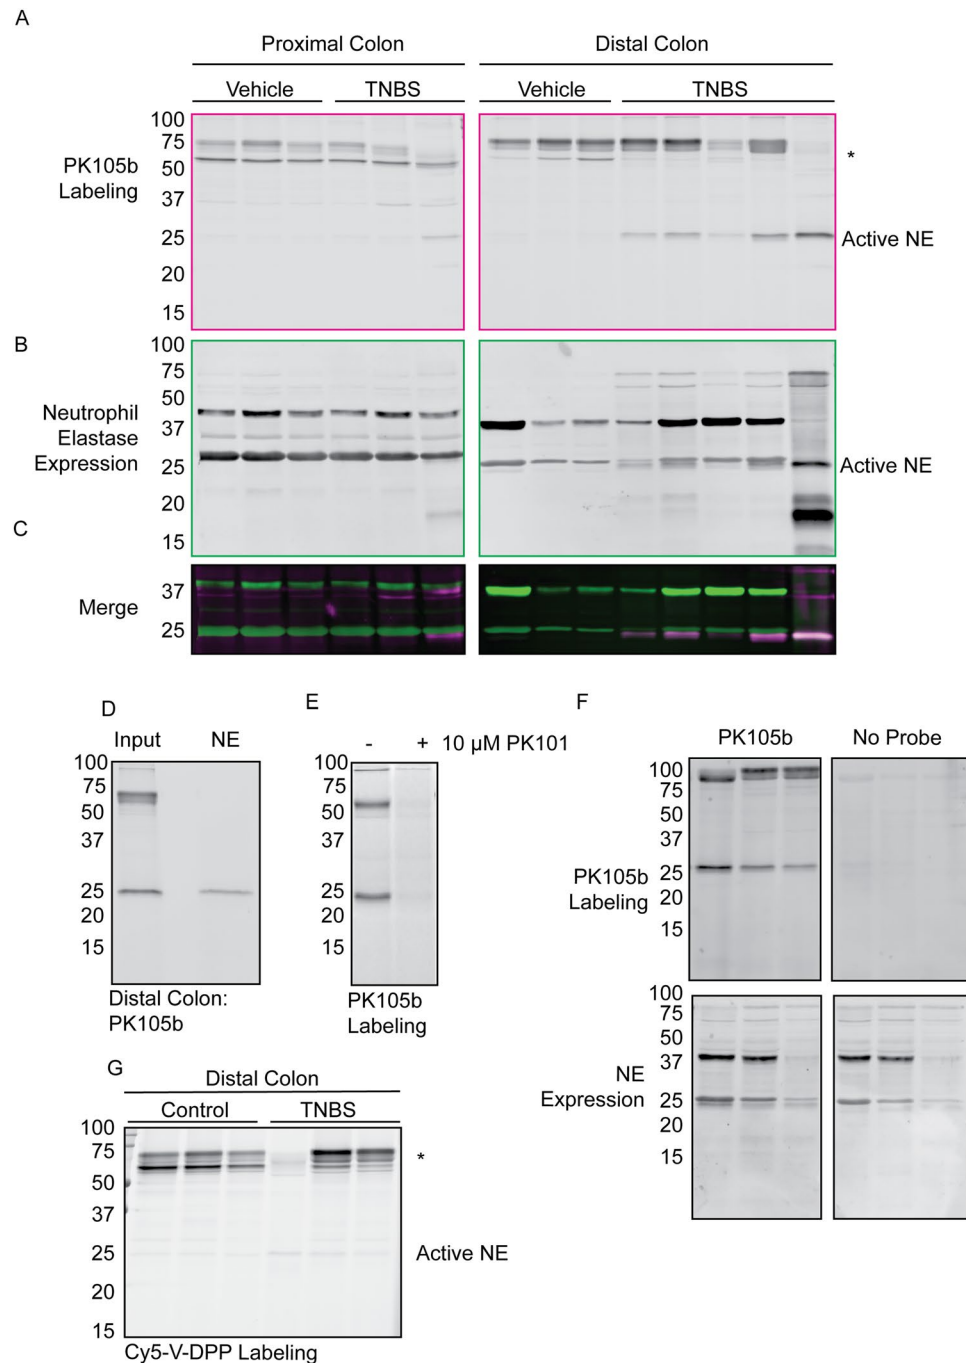 A
Proximal Colon Distal Colon
Vehicle TNBS Vehicle TNBS
100
75
50
37
25
20
15
PK105b
Labeling
*
Active NE
B
100
75
50
37
25
20
15
Neutrophil
Elastase
Expression
Active NE
C
37
25
Merge
D
Input NE
100
75
50
37
25
20
15
Distal Colon:
PK105b
E
- + 10 µM PK101
100
75
50
37
25
20
15
PK105b
Labeling
F
PK105b No Probe
100
75
50
37
25
20
15
PK105b
Labeling
100
75
50
37
25
20
15
NE
Expression
G
Distal Colon
Control TNBS
100
75
50
37
25
20
15
*
Active NE
Cy5-V-DPP Labeling